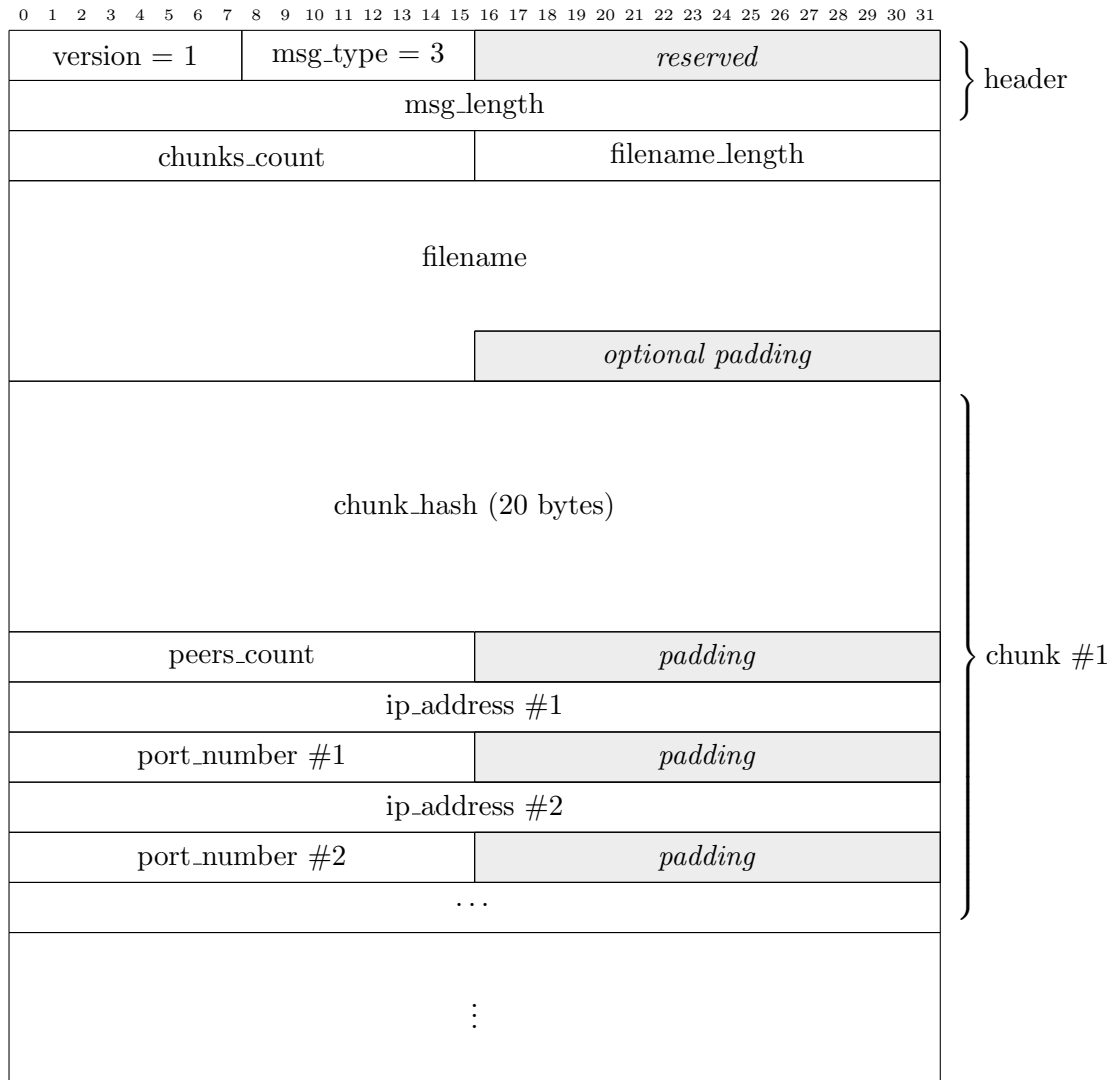 0 1 2 3 4 5 6 7 8 9 10 11 12 13 14 15 16 17 18 19 20 21 22 23 24 25 26 27 28 29 30 31
version = 1 msg_type = 3 reserved
header
msg_length
chunks_count filename_length
filename
optional padding
chunk_hash (20 bytes)
peers_count padding
chunk #1
ip_address #1
port_number #1 padding
ip_address #2
port_number #2 padding
...
⋮